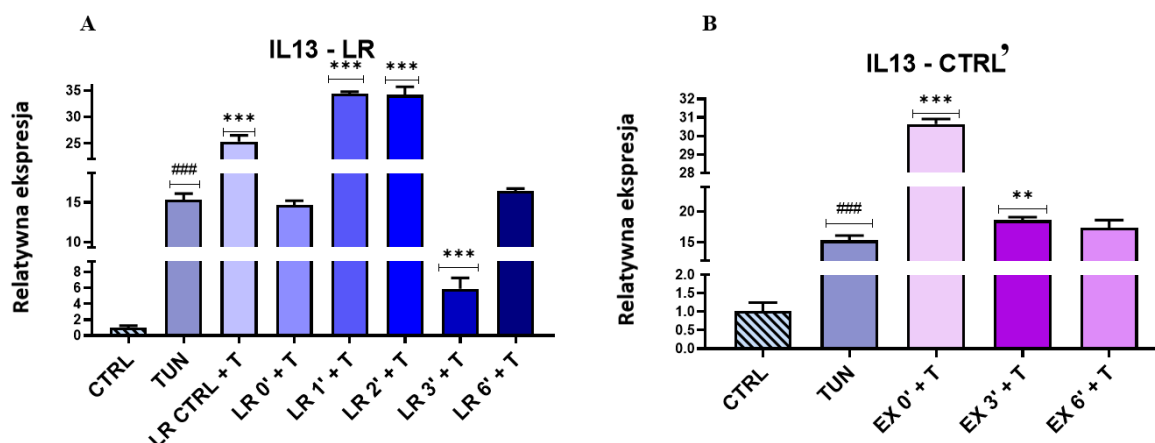 A
IL13 - LR
Relatywna ekspresja
35
25
15
10
8
6
4
2
0
***
###
***
***
***
CTRL
TUN
LR CTRL + T
LR 0' + T
LR 1' + T
LR 2' + T
LR 3' + T
LR 6' + T
B
IL13 - CTRL’
Relatywna ekspresja
32
31
30
29
28
20
15
2.0
1.5
1.0
0.5
0.0
***
###
**
CTRL
TUN
EX 0' + T
EX 3' + T
EX 6' + T